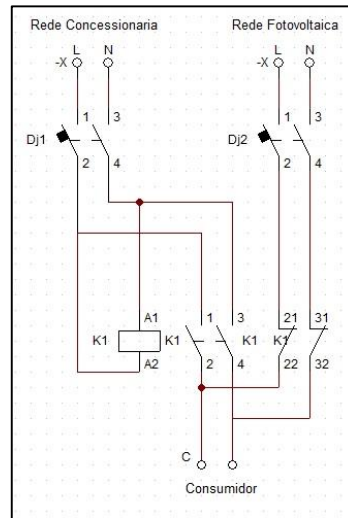 Rede Concessionaria Rede Fotovoltaica
L N L N
-X -X
1 3 1 3
Dj1 Dj2
2 4 2 4
A1 1 3 21 31
K1 K1 K1 K1
A2 2 4 22 32
C
Consumidor